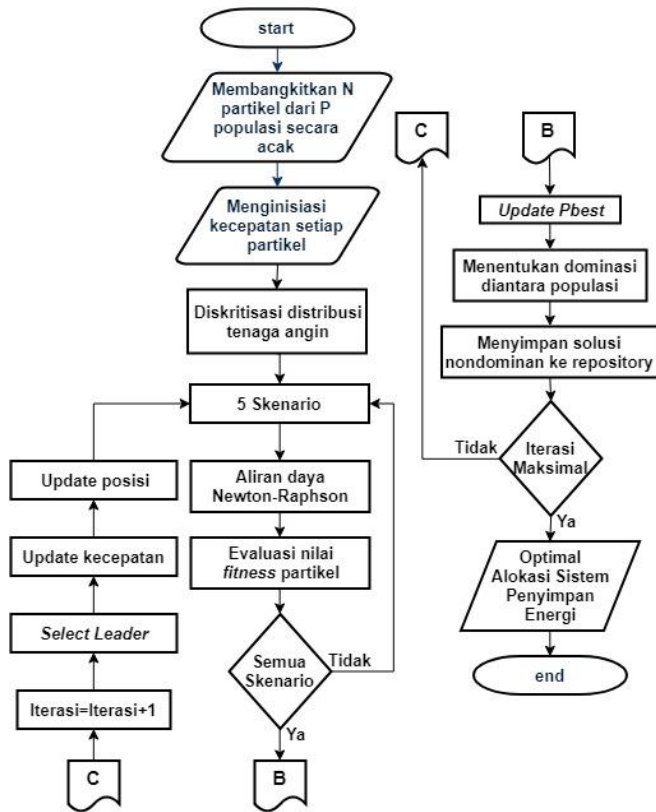 start
Membangkitkan N
partikel dari P
populasi secara
acak
Menginisiasi
kecepatan setiap
partikel
Diskritisasi distribusi
tenaga angin
5 Skenario
Aliran daya
Newton-Raphson
Evaluasi nilai
fitness partikel
Semua
Skenario
Tidak
Ya
B
C
Iterasi=Iterasi+1
Select Leader
Update kecepatan
Update posisi
B
Update Pbest
Menentukan dominasi
diantara populasi
Menyimpan solusi
nondominan ke repository
Iterasi
Maksimal
Tidak
C
Ya
Optimal
Alokasi Sistem
Penyimpan
Energi
end